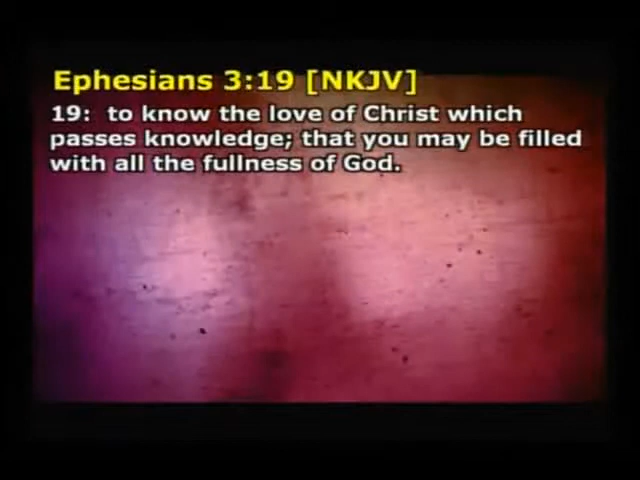 Ephesians 3:19 [NKJV]
19:  to know the love of Christ which
passes knowledge; that you may be filled
with all the fullness of God.